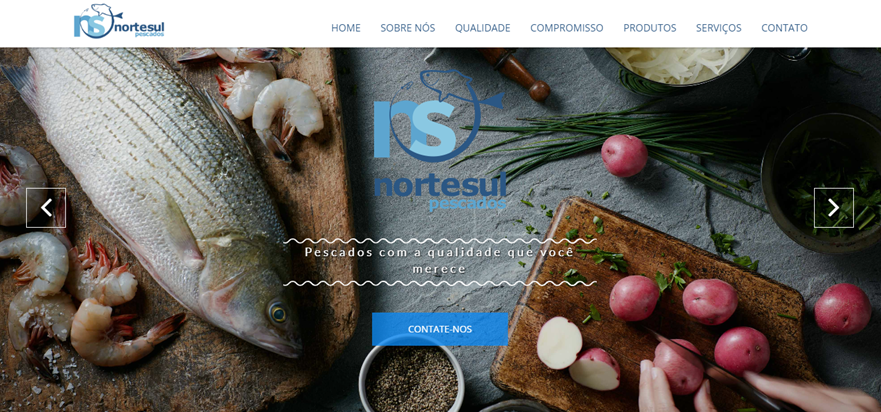 ns nortesul
pescados
HOME SOBRE NÓS QUALIDADE COMPROMISSO PRODUTOS SERVIÇOS CONTATO
ns
nortesul
pescados
Pescados com a qualidade que você
merece
CONTATE-NOS